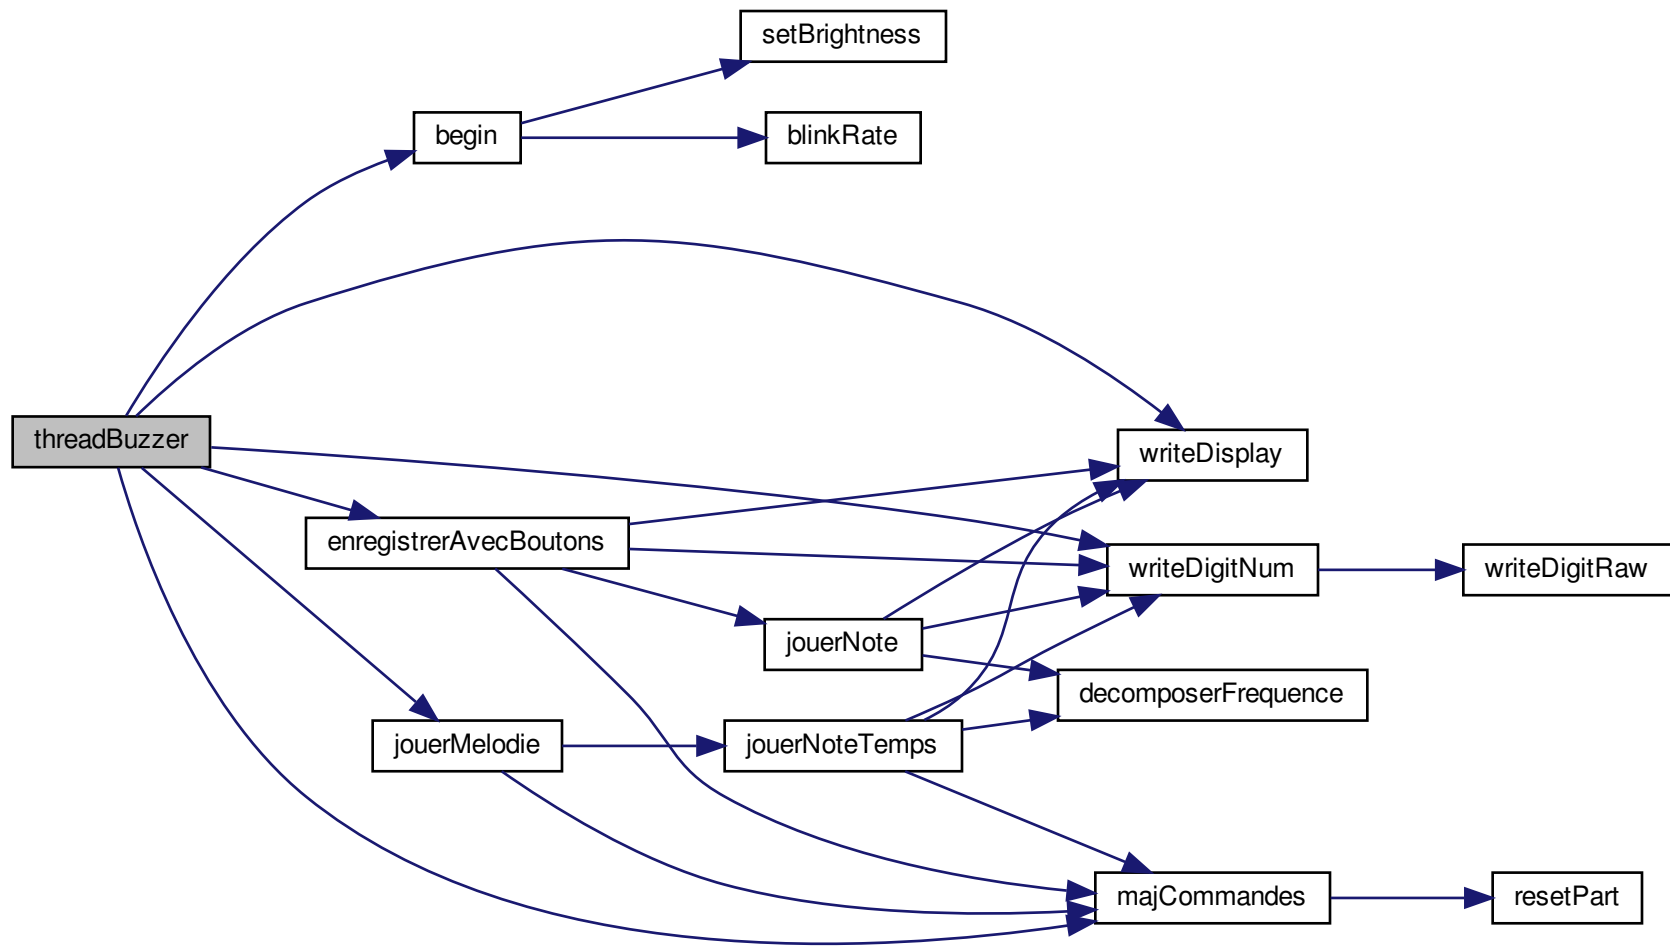 setBrightness
begin
blinkRate
threadBuzzer
writeDisplay
enregistrerAvecBoutons
writeDigitNum
writeDigitRaw
jouerNote
decomposerFrequence
jouerMelodie
jouerNoteTemps
majCommandes
resetPart